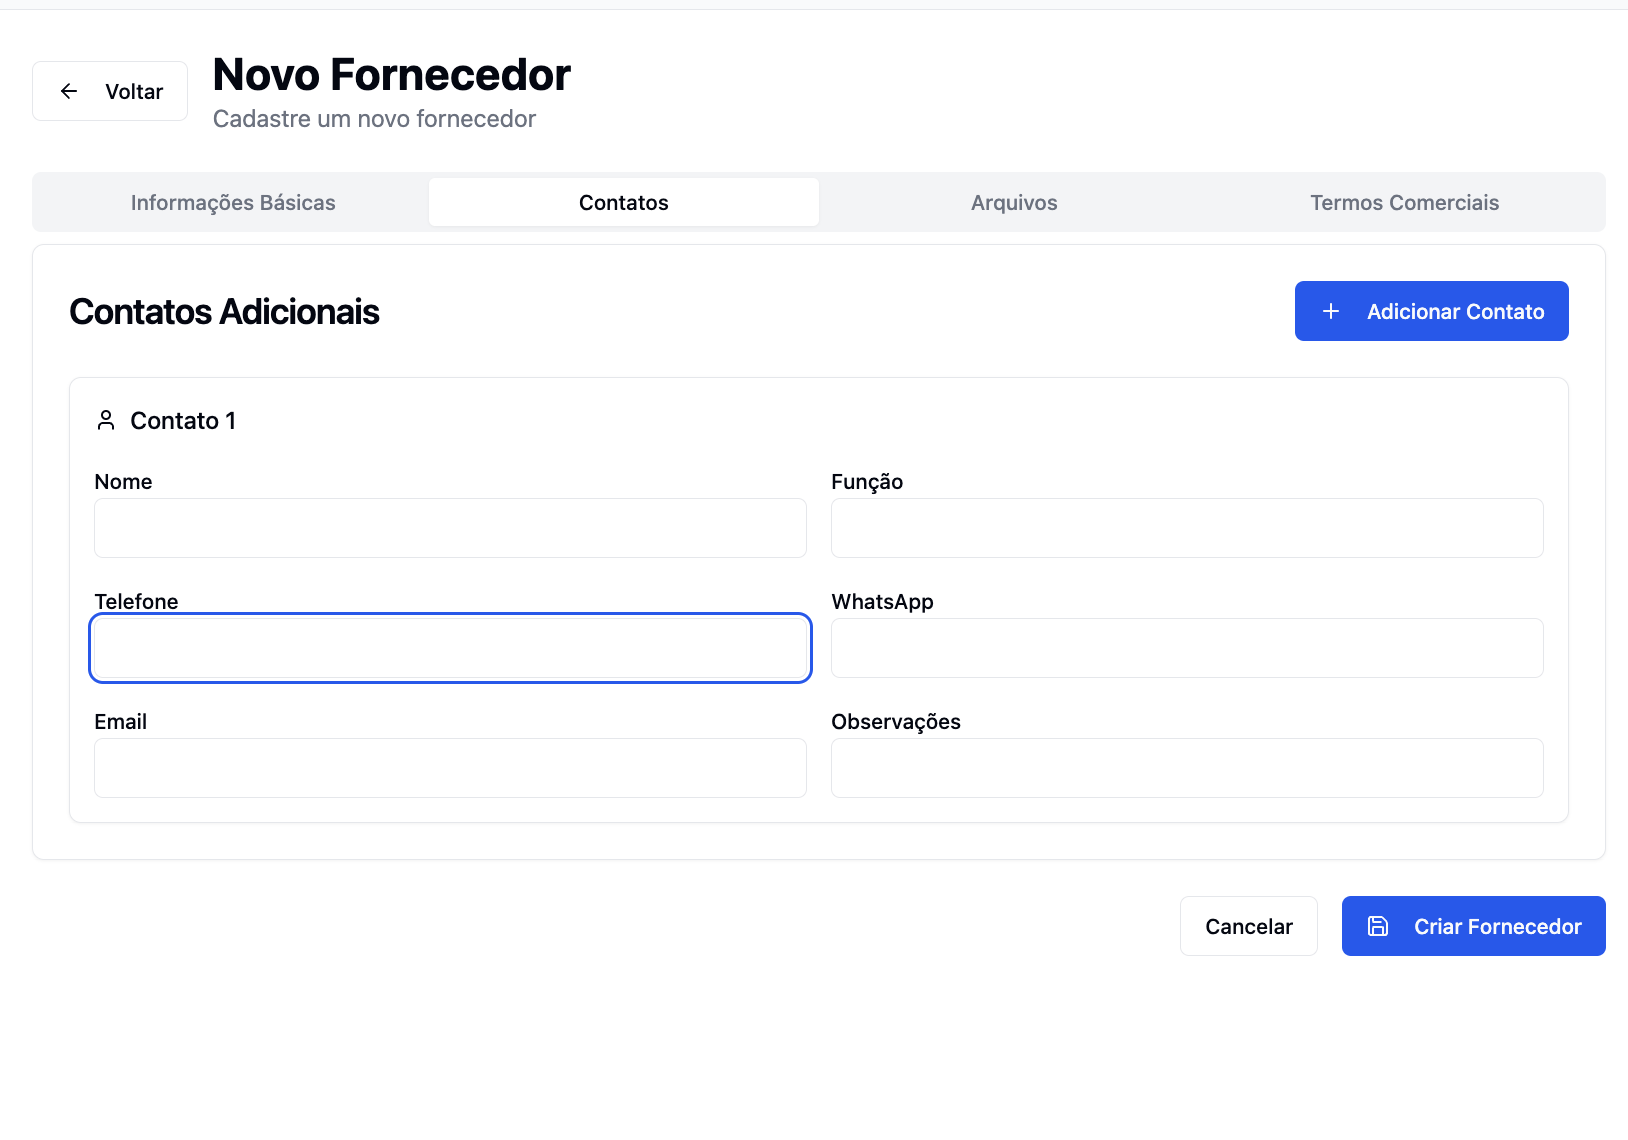 Voltar
Novo Fornecedor
Cadastre um novo fornecedor
Informações Básicas
Contatos
Arquivos
Termos Comerciais
Contatos Adicionais
Adicionar Contato
Contato 1
Nome
Função
Telefone
WhatsApp
Email
Observações
Cancelar
Criar Fornecedor